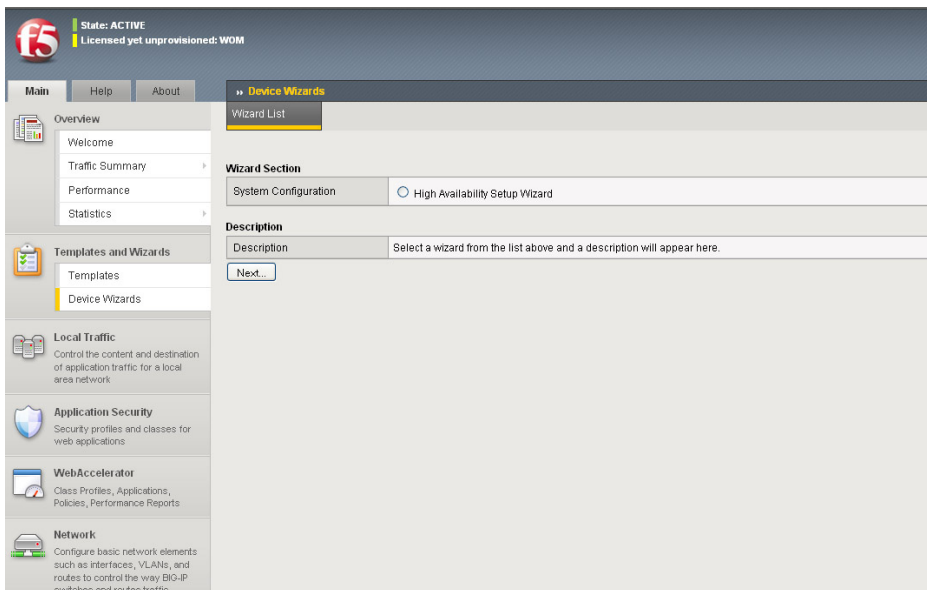 f5
State: ACTIVE
Licensed yet unprovisioned: WOM
Main
Help
About
Overview
Welcome
Traffic Summary
Performance
Statistics
Templates and Wizards
Templates
Device Wizards
Local Traffic
Control the content and destination
of application traffic for a local
area network
Application Security
Security profiles and classes for
web applications
WebAccelerator
Class Profiles, Applications,
Policies, Performance Reports
Network
Configure basic network elements
such as interfaces, VLANs, and
routes to control the way BIG-IP
switches and routes traffic
» Device Wizards
Wizard List
Wizard Section
System Configuration
High Availability Setup Wizard
Description
Description
Select a wizard from the list above and a description will appear here.
Next...